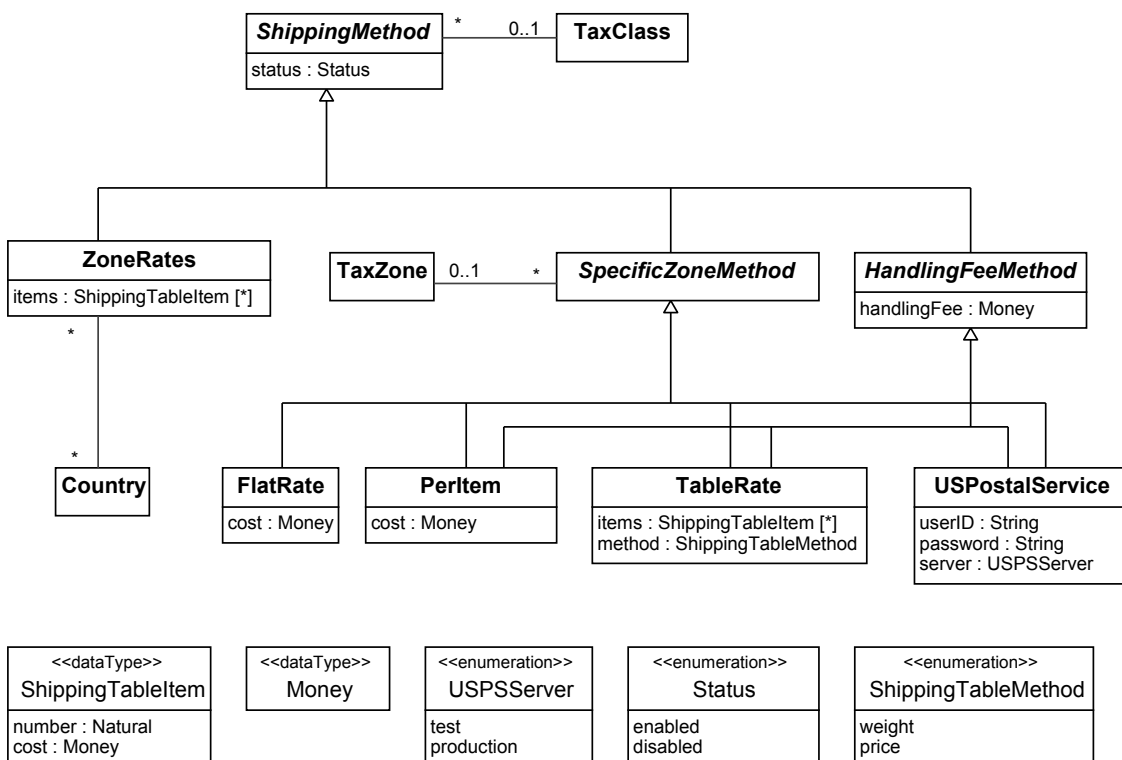 ShippingMethod
* 0..1
TaxClass
status : Status
ZoneRates
items : ShippingTableItem [*]
TaxZone
0..1 *
SpecificZoneMethod
HandlingFeeMethod
handlingFee : Money
*
*
Country
FlatRate
cost : Money
PerItem
cost : Money
TableRate
items : ShippingTableItem [*]
method : ShippingTableMethod
USPostalService
userID : String
password : String
server : USPSServer
<<dataType>>
ShippingTableItem
number : Natural
cost : Money
<<dataType>>
Money
<<enumeration>>
USPSServer
test
production
<<enumeration>>
Status
enabled
disabled
<<enumeration>>
ShippingTableMethod
weight
price